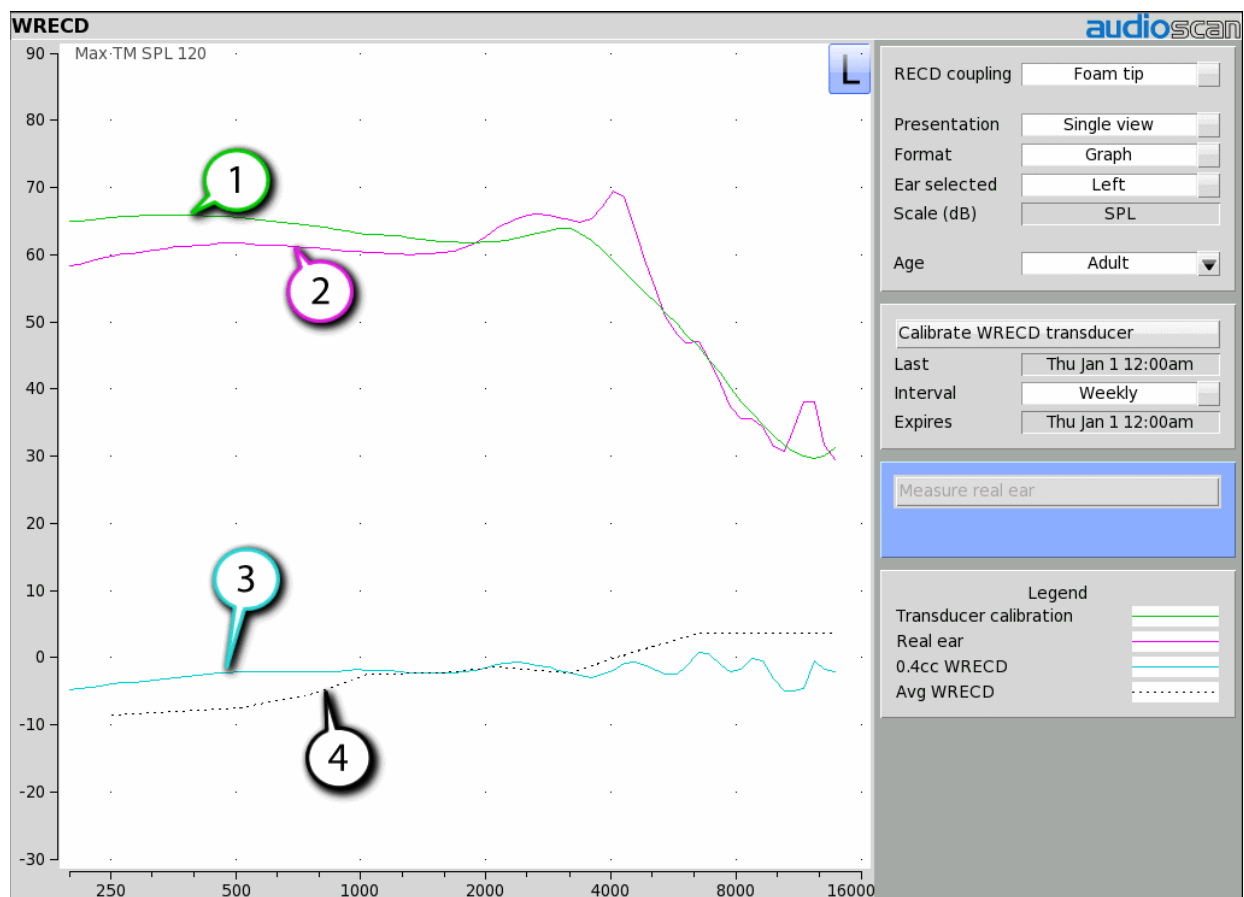 WRECD
audioscan
Max-TM SPL 120
L
90
80
70
60
50
40
30
20
10
0
-10
-20
-30
250 500 1000 2000 4000 8000 16000
1
2
3
4
RECD coupling Foam tip
Presentation Single view
Format Graph
Ear selected Left
Scale (dB) SPL
Age Adult
Calibrate WRECD transducer
Last Thu Jan 1 12:00am
Interval Weekly
Expires Thu Jan 1 12:00am
Measure real ear
Legend
Transducer calibration
Real ear
0.4cc WRECD
Avg WRECD